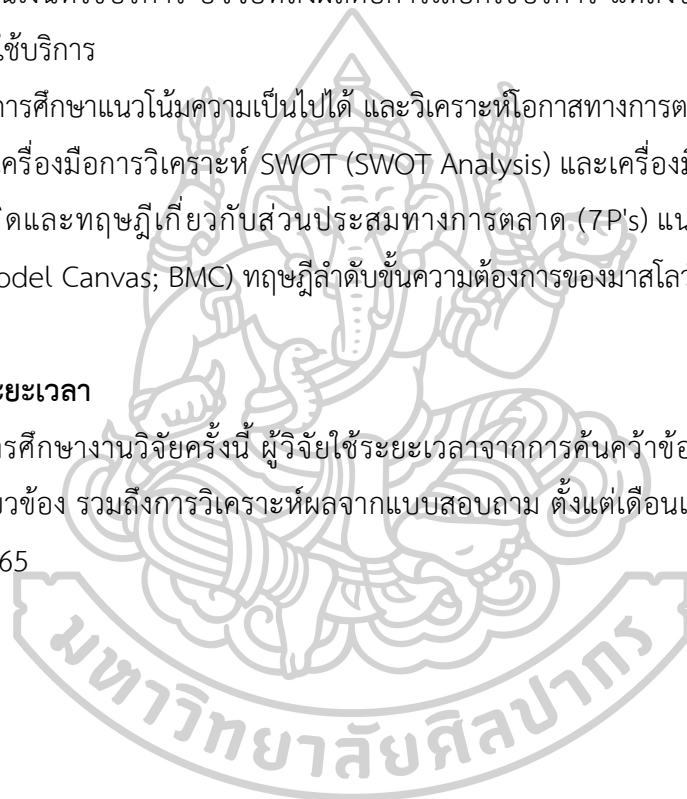 ใช้บริการ
การศึกษาแนวโน้มความเป็นไปได้ และวิเคราะห์โอกาสทางการต
ครื่องมือการวิเคราะห์ SWOT (SWOT Analysis) และเครื่องมื
ิดและทฤษฎีเกี่ยวกับส่วนประสมทางการตลาด (7P's) แน
odel Canvas; BMC) ทฤษฎีลำดับขั้นความต้องการของมาสโลว
ะยะเวลา
ารศึกษางานวิจัยครั้งนี้ ผู้วิจัยใช้ระยะเวลาจากการค้นคว้าข้อ
ยวข้อง รวมถึงการวิเคราะห์ผลจากแบบสอบถาม ตั้งแต่เดือนเ
65
มหาวิทยาลัยศิลปากร